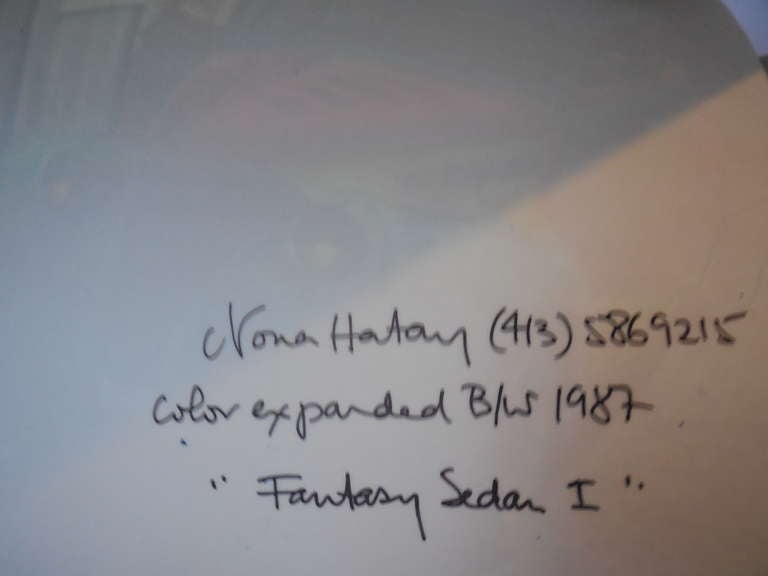 Nona Hatay (413) 5869215
Color expanded B/W 1987
"Fantasy Sedan I"